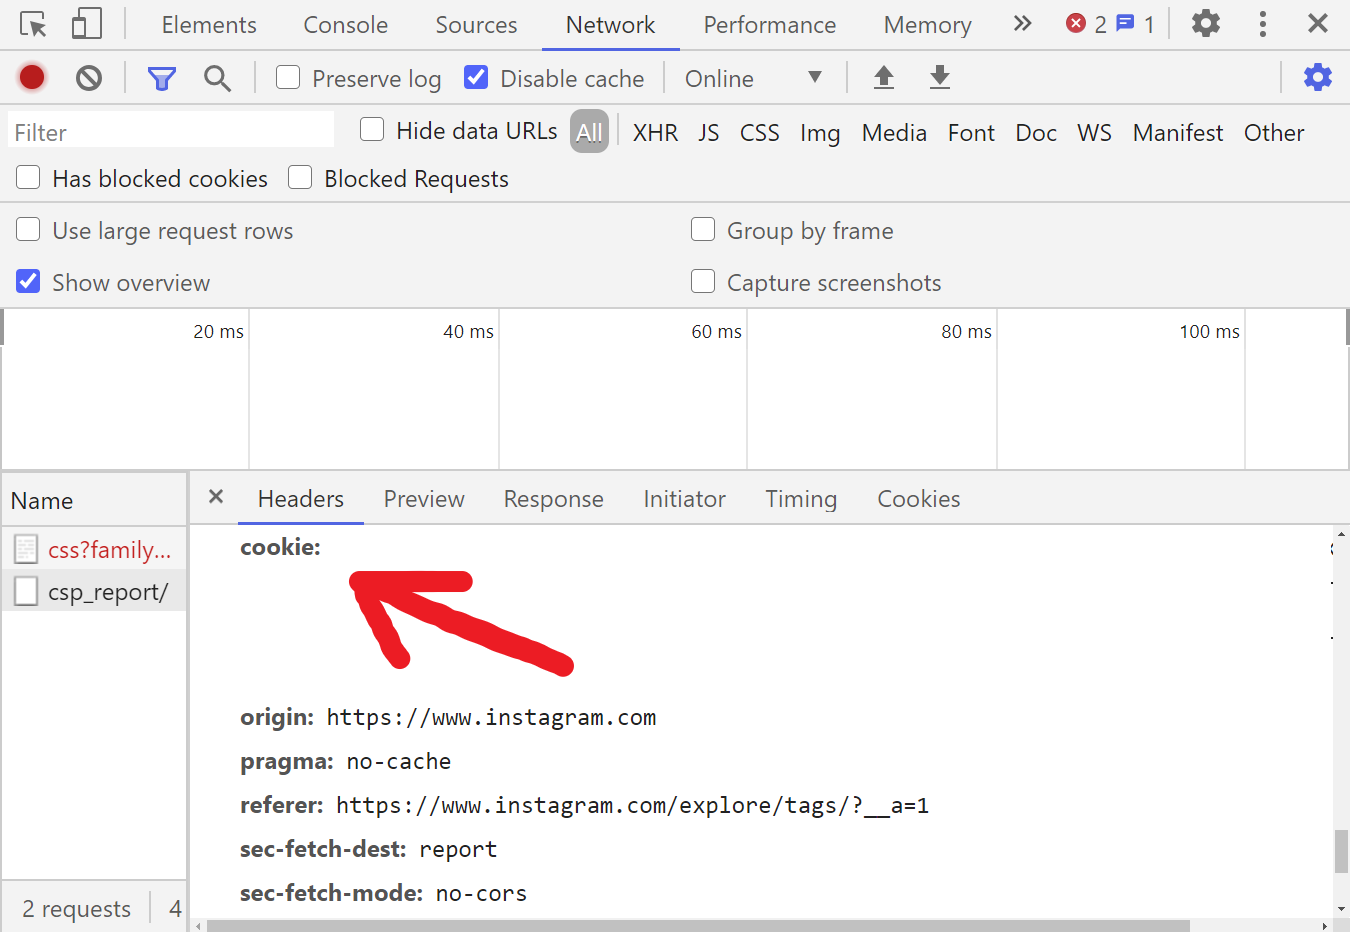 Elements Console Sources Network Performance Memory 2 1
Preserve log Disable cache Online
Filter Hide data URLs All XHR JS CSS Img Media Font Doc WS Manifest Other
Has blocked cookies Blocked Requests
Use large request rows Group by frame
Show overview Capture screenshots
20 ms 40 ms 60 ms 80 ms 100 ms
Name Headers Preview Response Initiator Timing Cookies
cookie:
css?family...
csp_report/
origin: https://www.instagram.com
pragma: no-cache
referer: https://www.instagram.com/explore/tags/?__a=1
sec-fetch-dest: report
sec-fetch-mode: no-cors
2 requests 4